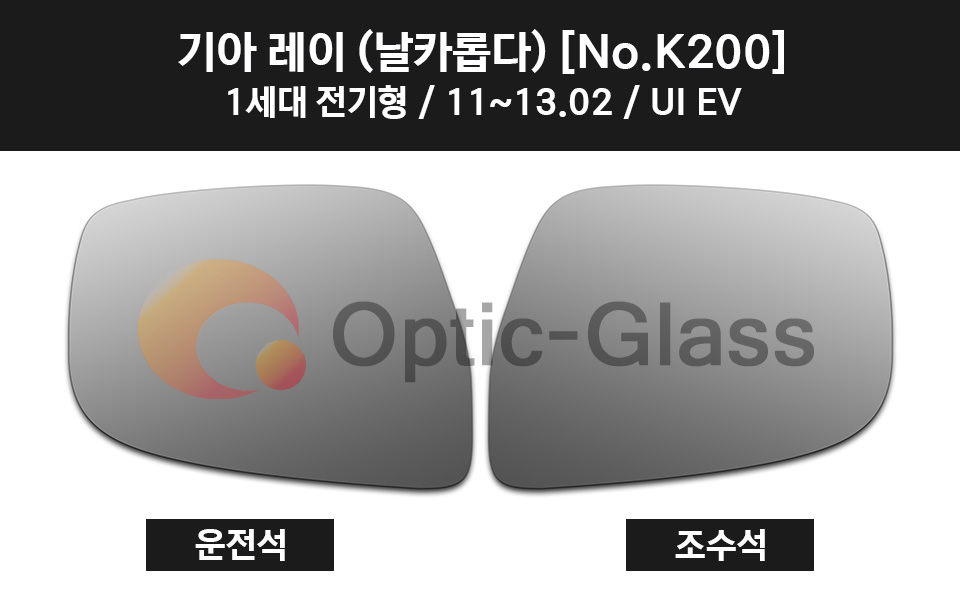 기아 레이 (날카롭다) [No.K200]
1세대 전기형 / 11~13.02 / UI EV
Optic-Glass
운전석
조수석